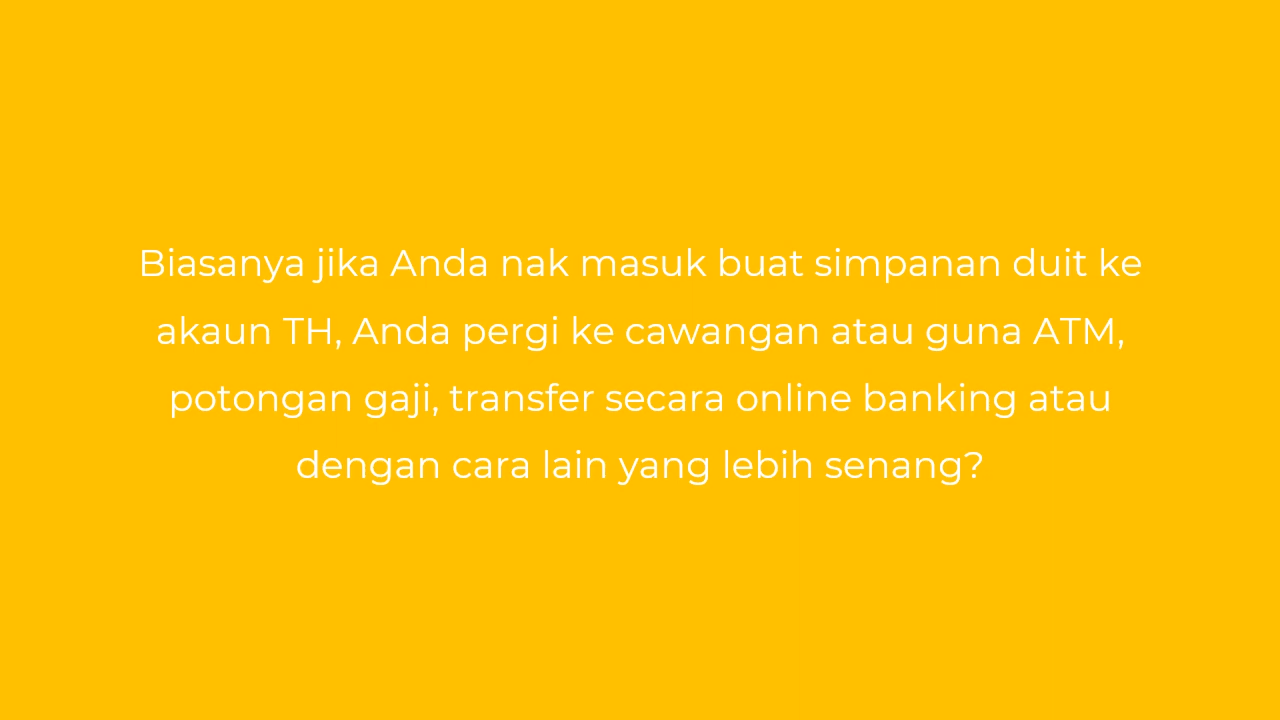 Biasanya jika Anda nak masuk buat simpanan duit ke
akaun TH, Anda pergi ke cawangan atau guna ATM,
potongan gaji, transfer secara online banking atau
dengan cara lain yang lebih senang?